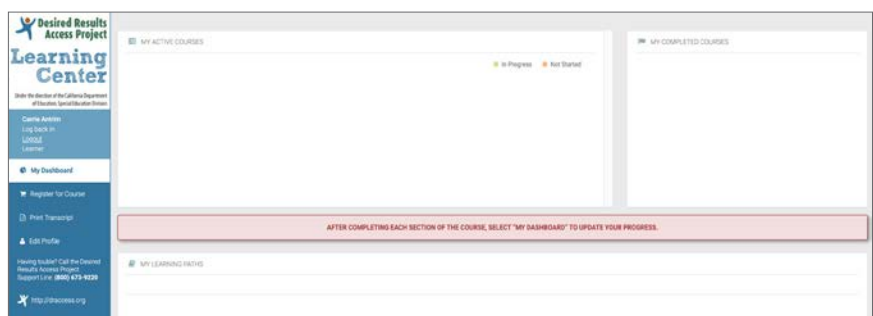 Desired Results
Access Project
Learning
Center
Under the direction of the California Department
of Education, Special Education Division
Carrie Antrim
Log back in
Logout
Learner
My Dashboard
Register for Course
Print Transcript
Edit Profile
Having trouble? Call the Desired
Results Access Project
Support Line: (800) 673-9220
http://draccess.org
MY ACTIVE COURSES
In Progress
Not Started
MY COMPLETED COURSES
AFTER COMPLETING EACH SECTION OF THE COURSE, SELECT "MY DASHBOARD" TO UPDATE YOUR PROGRESS.
MY LEARNING PATHS